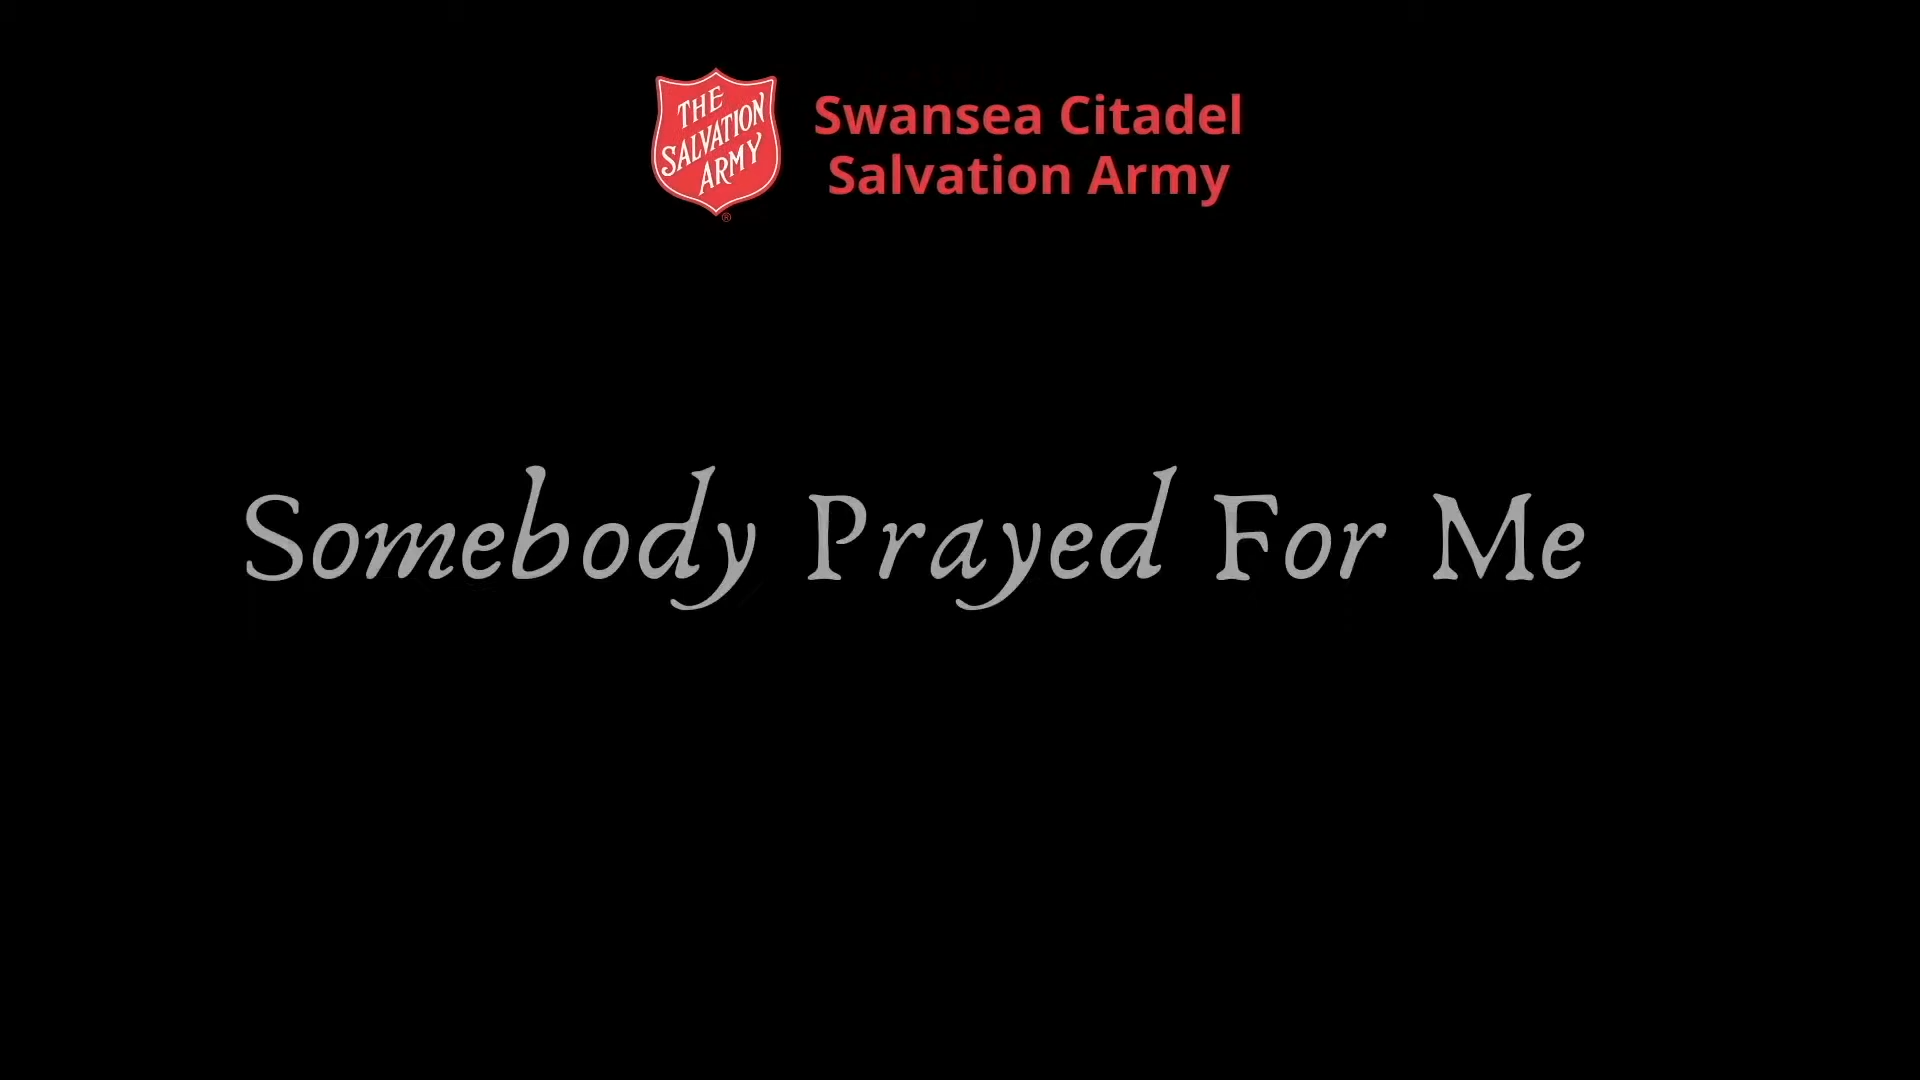 THE
SALVATION
ARMY
®
Swansea Citadel
Salvation Army
Somebody Prayed For Me